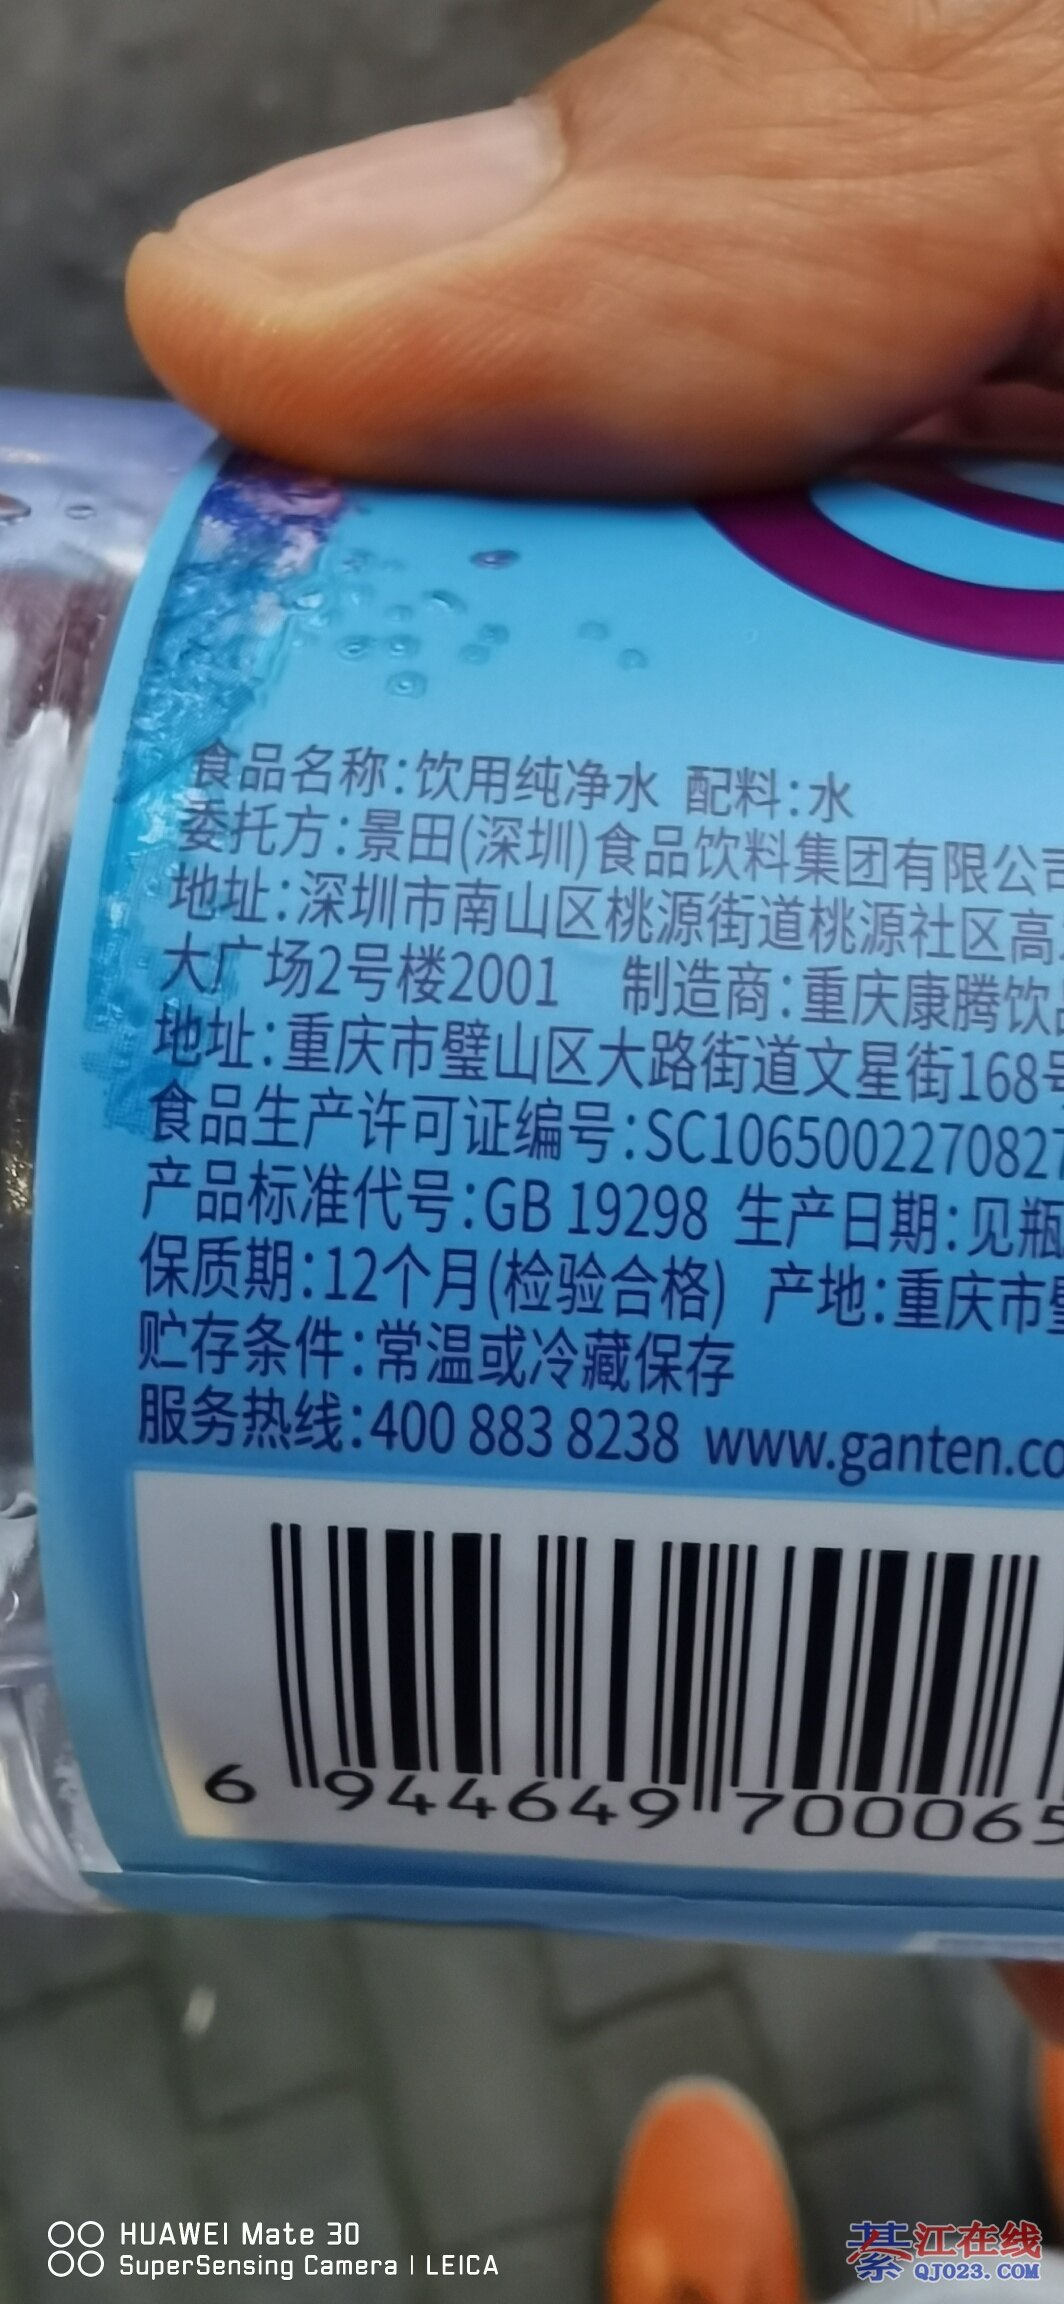 食品名称:饮用纯净水 配料:水
委托方:景田(深圳)食品饮料集团有限公司
地址:深圳市南山区桃源街道桃源社区高
大广场2号楼2001 制造商:重庆康腾饮
地址:重庆市璧山区大路街道文星街168号
食品生产许可证编号:SC10650022270827
产品标准代号:GB 19298 生产日期:见瓶
保质期:12个月(检验合格) 产地:重庆市璧
贮存条件:常温或冷藏保存
服务热线:400 883 8238 www.ganten.co
6 944649 700065
HUAWEI Mate 30
SuperSensing Camera | LEICA
綦江在线
QJ023.COM